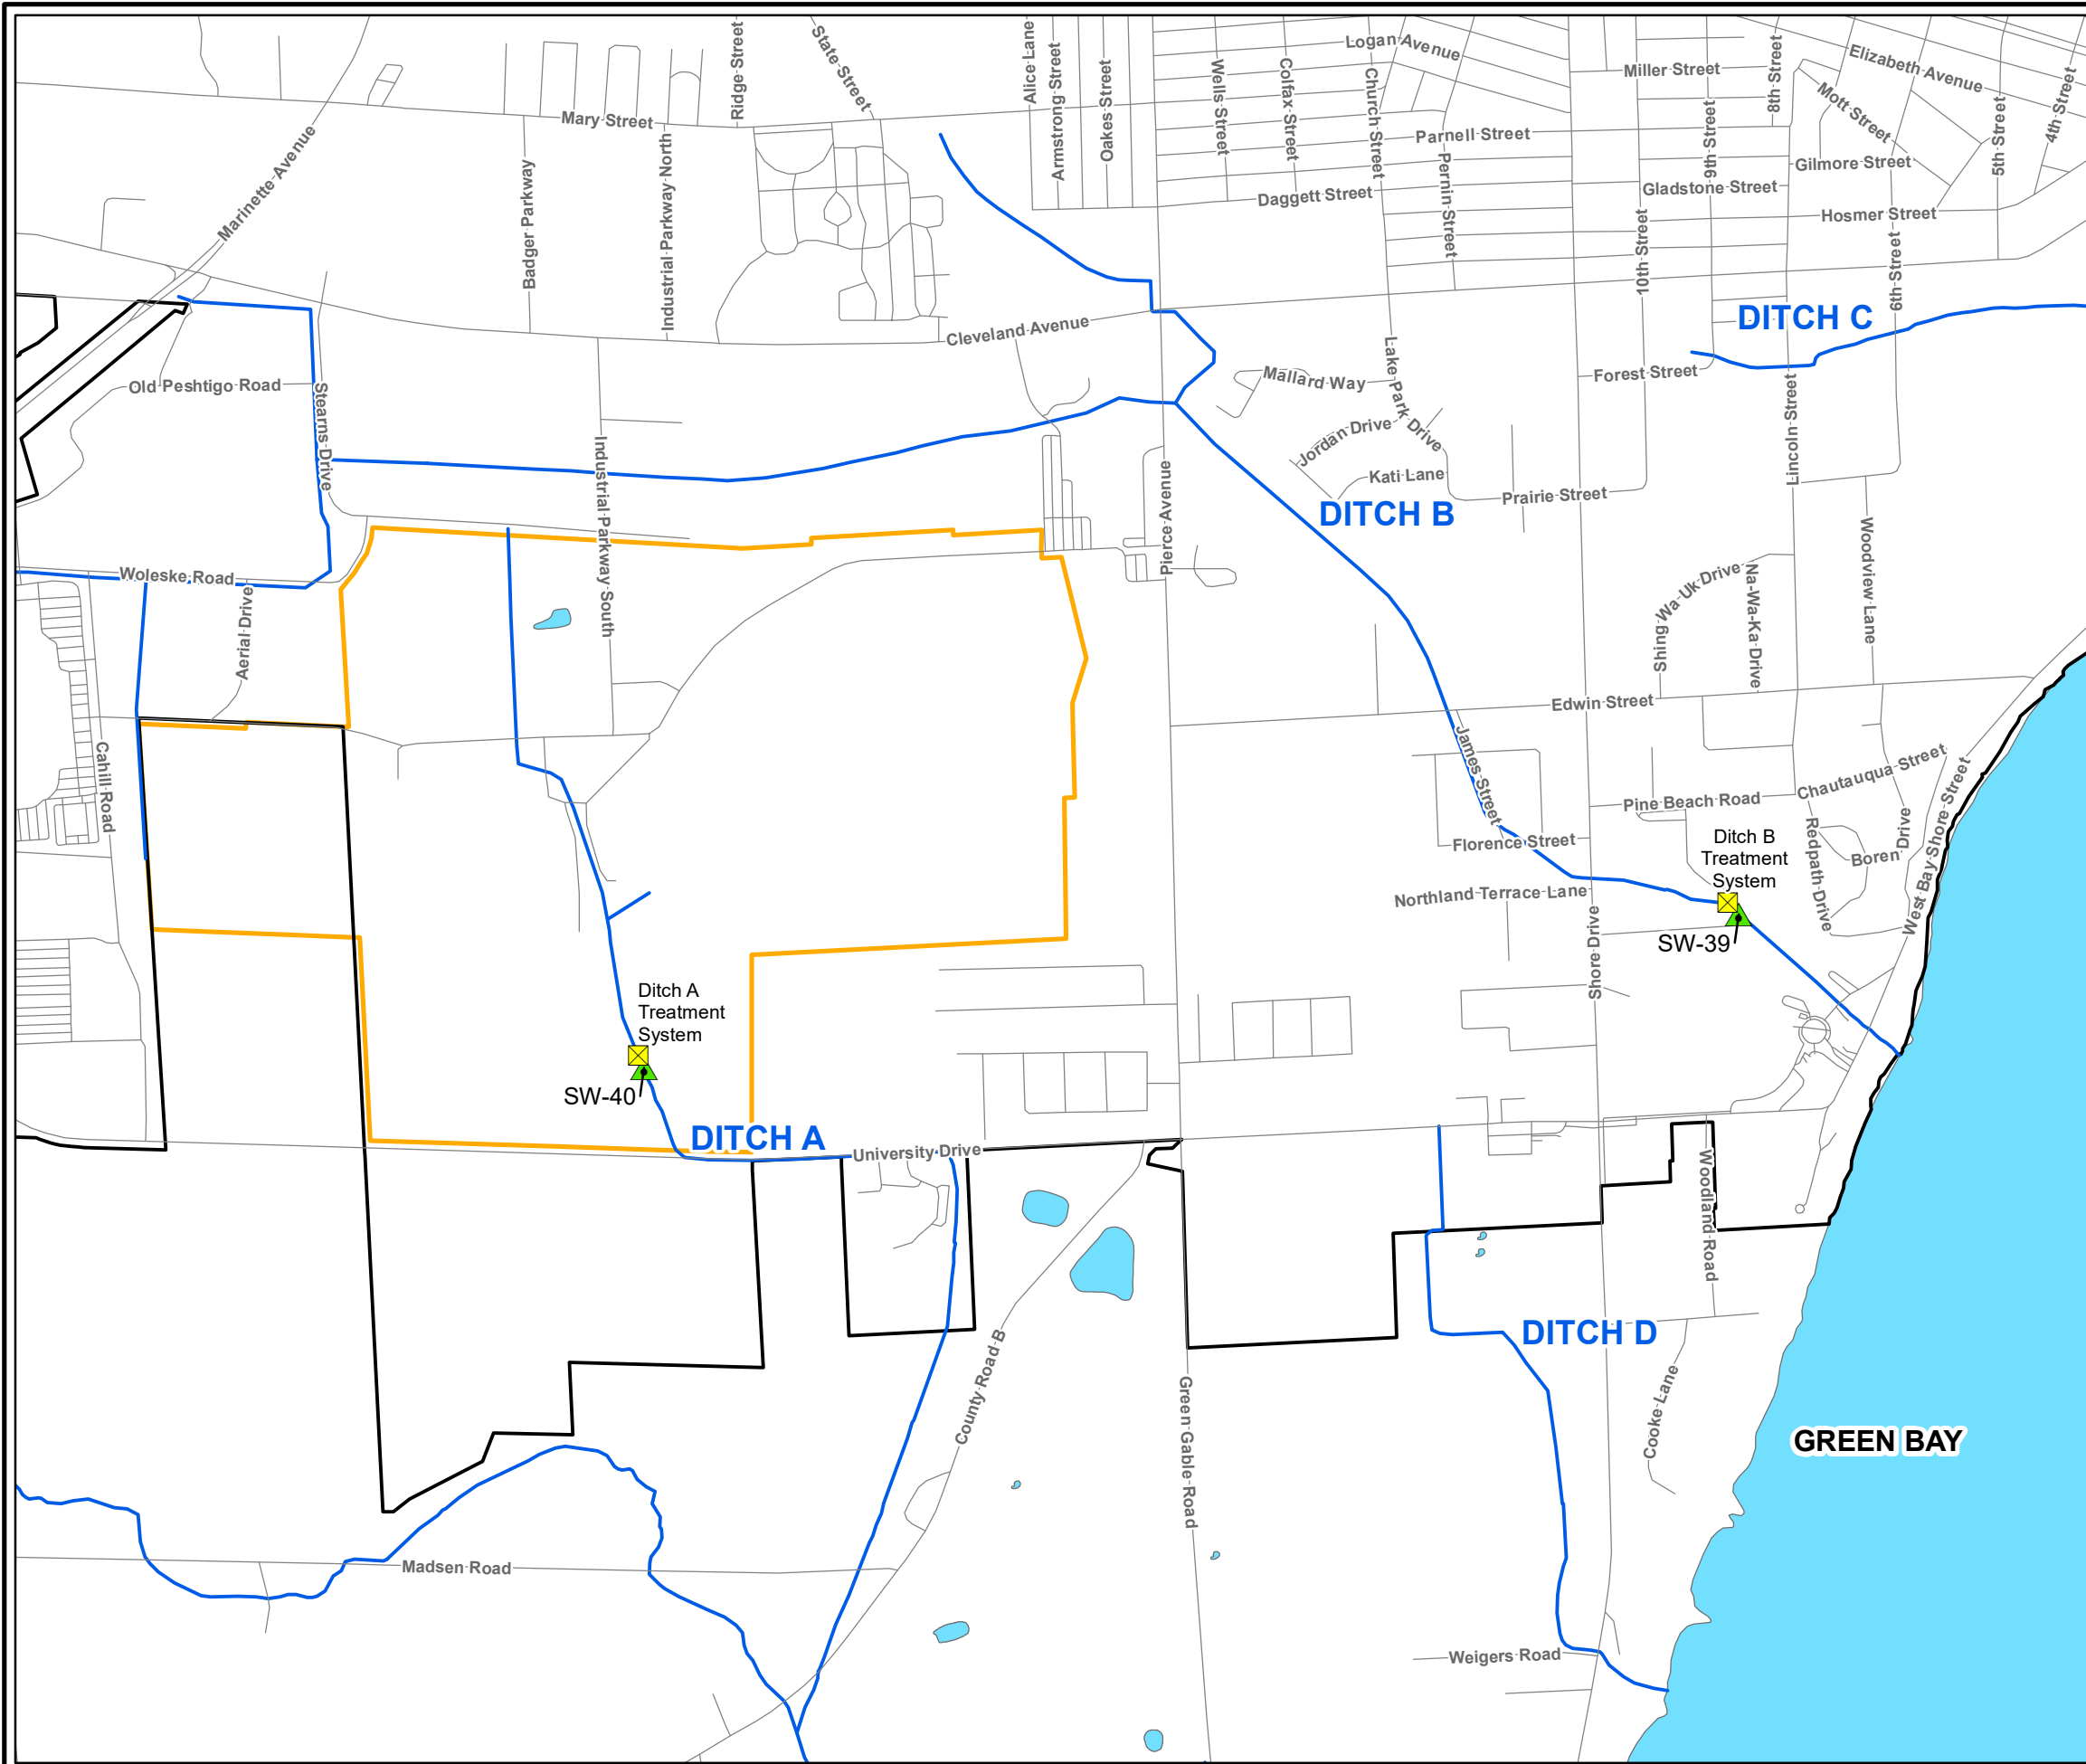 Logan Avenue
Elizabeth Avenue
Miller Street
8th Street
Mott Street
5th Street
4th Street
Ridge Street
State Street
Alice Lane
Armstrong Street
Oakes Street
Wells Street
Colfax Street
Church Street
Mary Street
Parnell Street
9th Street
Gilmore Street
Gladstone Street
Marinette Avenue
Badger Parkway
Industrial Parkway North
Daggett Street
Pernin Street
10th Street
Hosmer Street
6th Street
Cleveland Avenue
DITCH C
Old Peshtigo Road
Stearns Drive
Mallard Way
Lake Park Drive
Forest Street
Lincoln Street
Jordan Drive
Kati Lane
Prairie Street
DITCH B
Industrial Parkway South
Pierce Avenue
Woleske Road
Aerial Drive
Shing Wa-Uk Drive
Na-Wa-Ka Drive
Woodview Lane
Edwin Street
Cahill Road
James Street
Chautauqua Street
Pine Beach Road
West Bay Shore Street
Florence Street
Ditch B
Treatment
System
Redpath Drive
Boren Drive
Northland Terrace Lane
Shore Drive
SW-39
Ditch A
Treatment
System
SW-40
DITCH A
University Drive
Woodland Road
County Road B
DITCH D
Green Gable Road
Cooke Lane
GREEN BAY
Madsen Road
Weigers Road